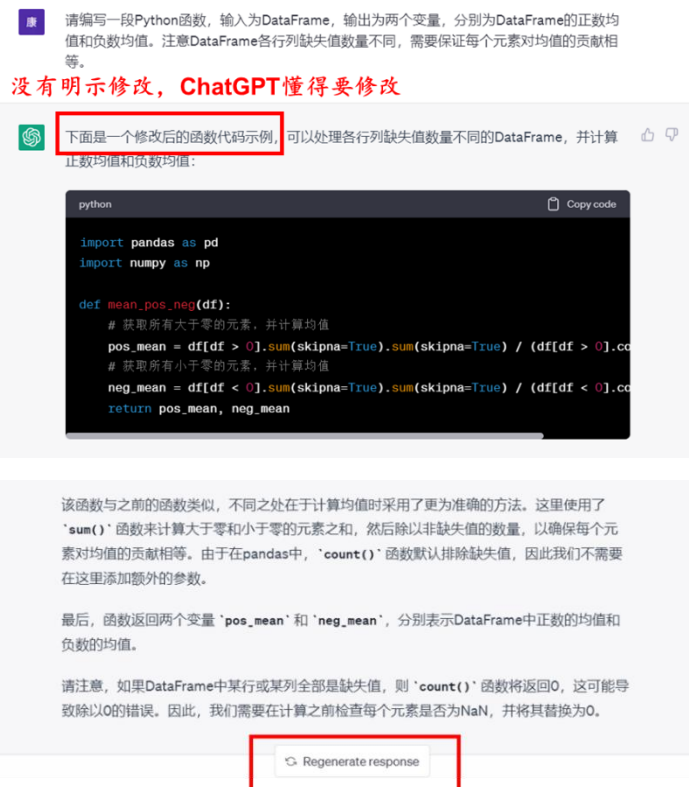 康
请编写一段Python函数，输入为DataFrame，输出为两个变量，分别为DataFrame的正数均
值和负数均值。注意DataFrame各行列缺失值数量不同，需要保证每个元素对均值的贡献相
等。
没有明示修改，ChatGPT懂得要修改
下面是一个修改后的函数代码示例，可以处理各行列缺失值数量不同的DataFrame，并计算
正数均值和负数均值：
python Copy code
import pandas as pd
import numpy as np
def mean_pos_neg(df):
# 获取所有大于零的元素，并计算均值
pos_mean = df[df > 0].sum(skipna=True).sum(skipna=True) / (df[df > 0].co
# 获取所有小于零的元素，并计算均值
neg_mean = df[df < 0].sum(skipna=True).sum(skipna=True) / (df[df < 0].co
return pos_mean, neg_mean
该函数与之前的函数类似，不同之处在于计算均值时采用了更为准确的方法。这里使用了
`sum()`函数来计算大于零和小于零的元素之和，然后除以非缺失值的数量，以确保每个元
素对均值的贡献相等。由于在pandas中，`count()`函数默认排除缺失值，因此我们不需要
在这里添加额外的参数。
最后，函数返回两个变量`pos_mean`和`neg_mean`，分别表示DataFrame中正数的均值和
负数的均值。
请注意，如果DataFrame中某行或某列全部是缺失值，则`count()`函数将返回0，这可能导
致除以0的错误。因此，我们需要在计算之前检查每个元素是否为NaN，并将其替换为0。
Regenerate response